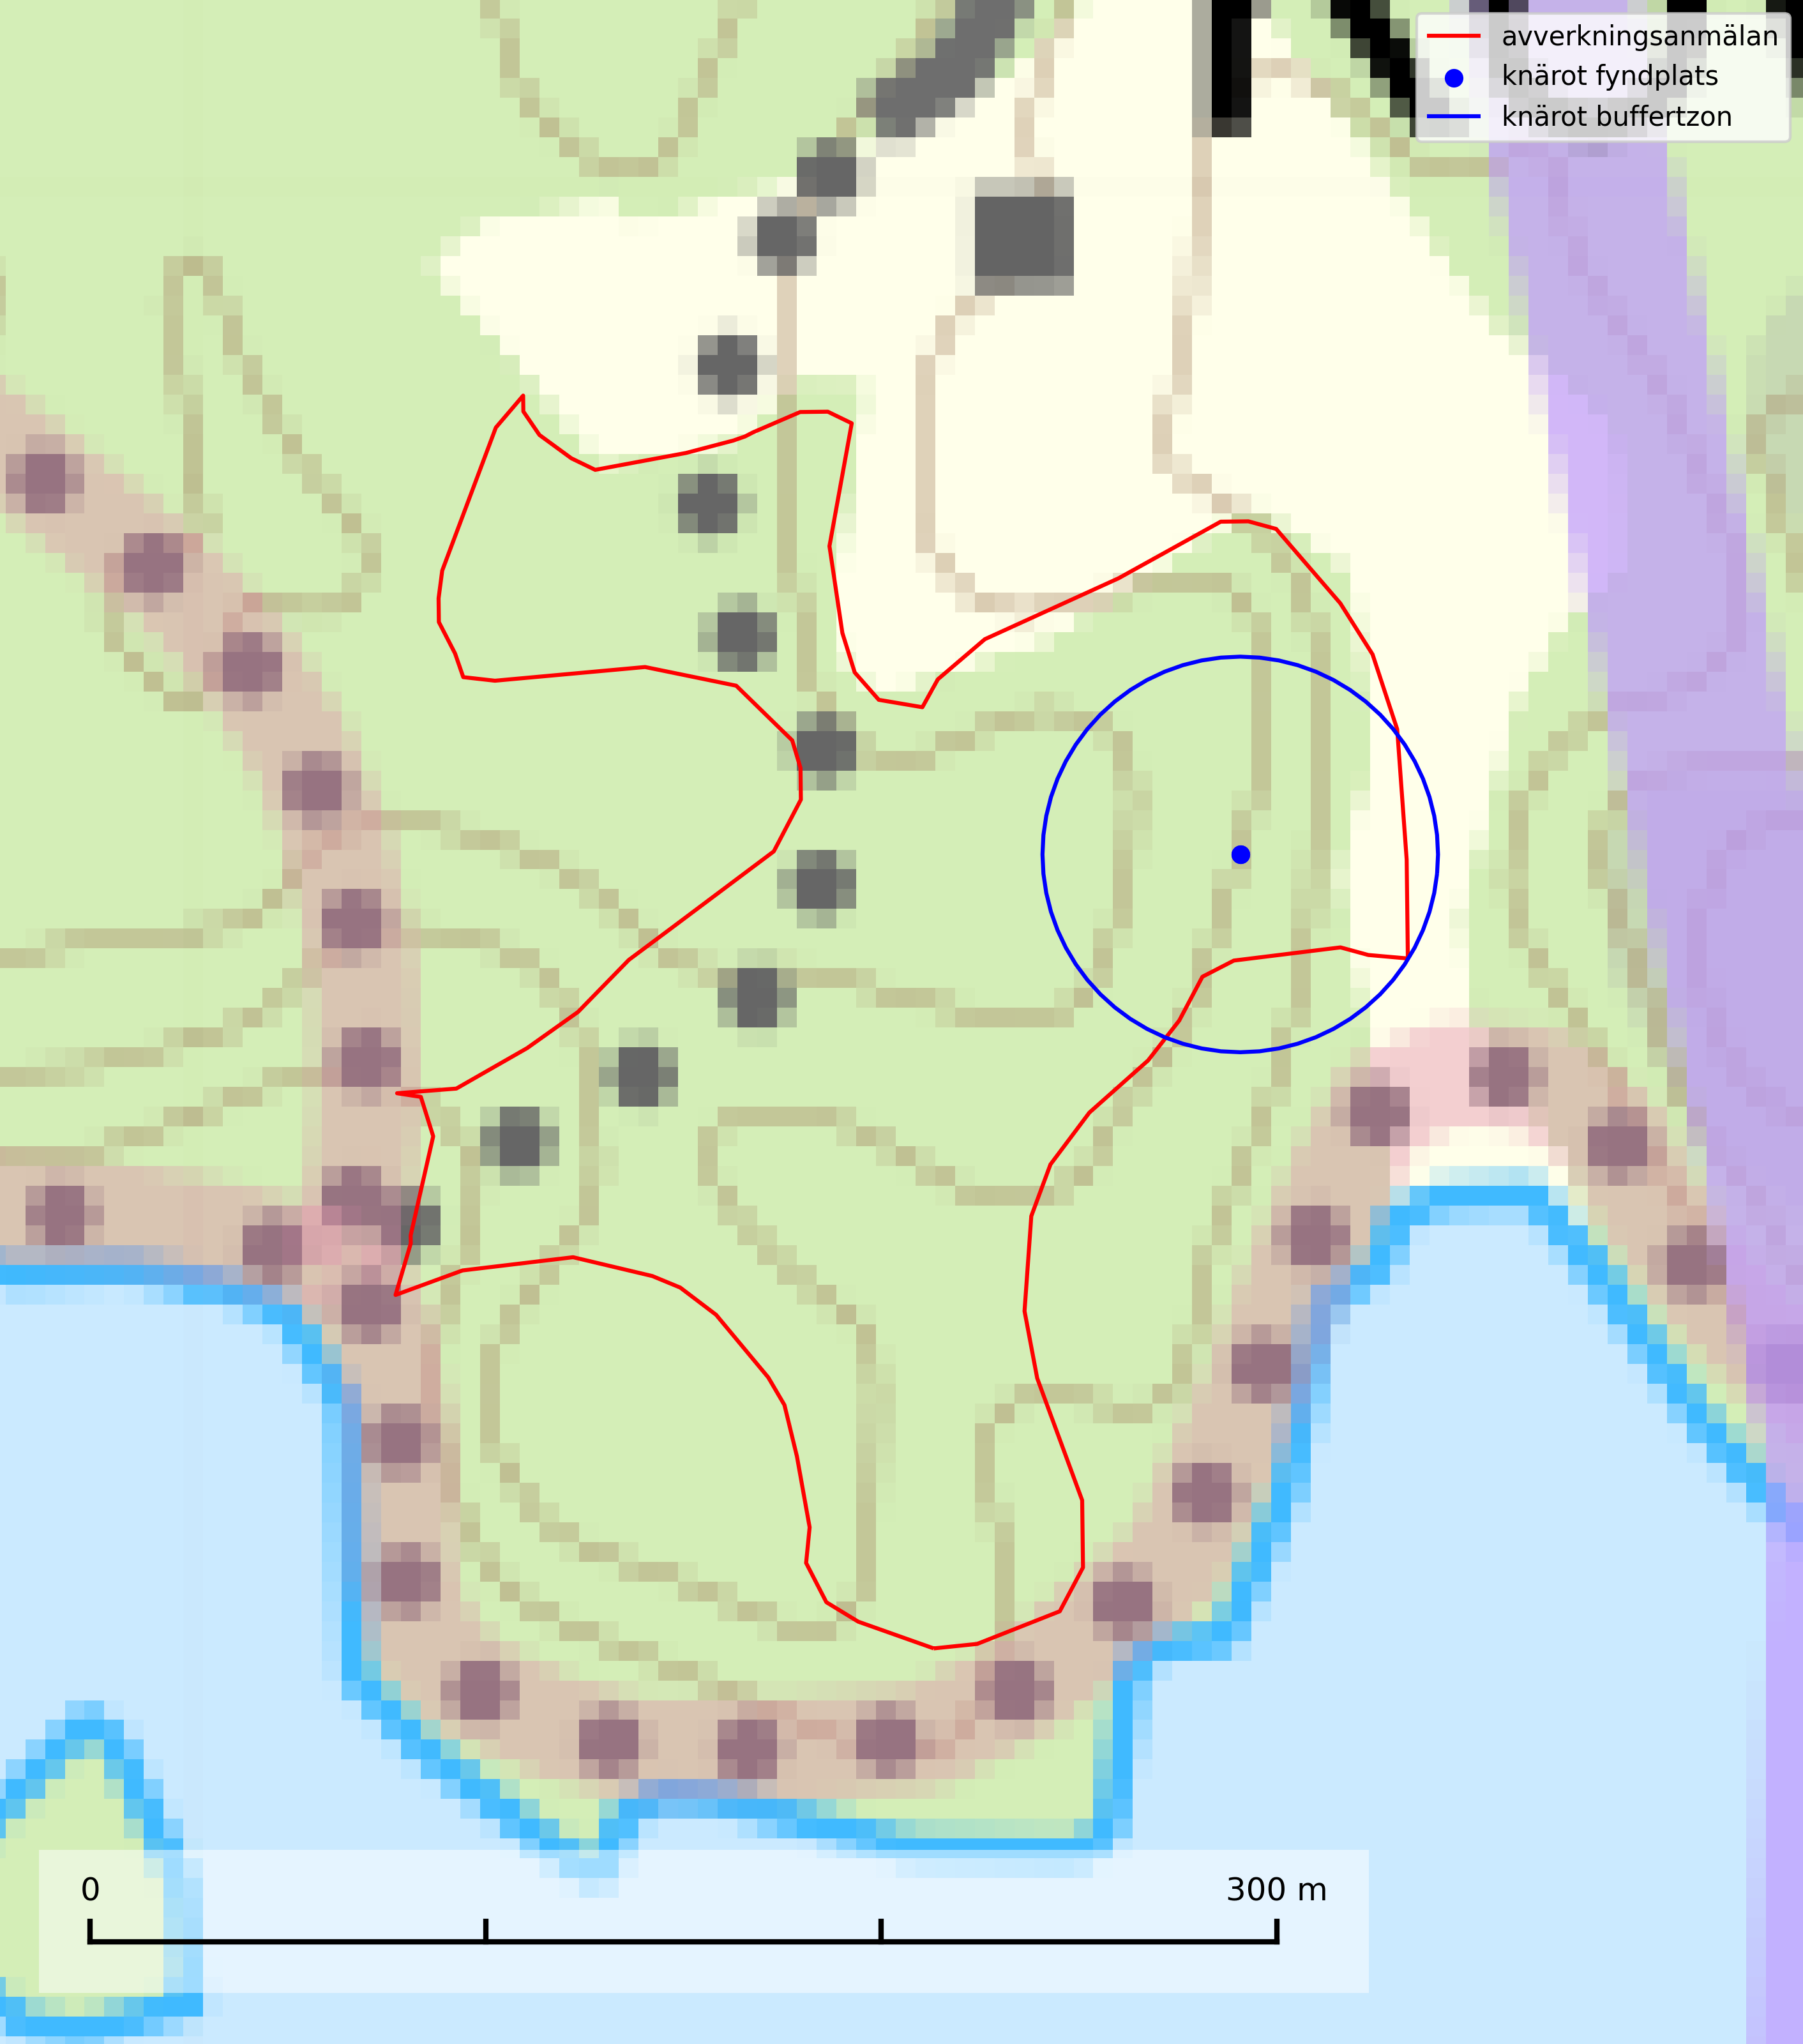 avverkningsanmälan
knärot fyndplats
knärot buffertzon
0
300 m